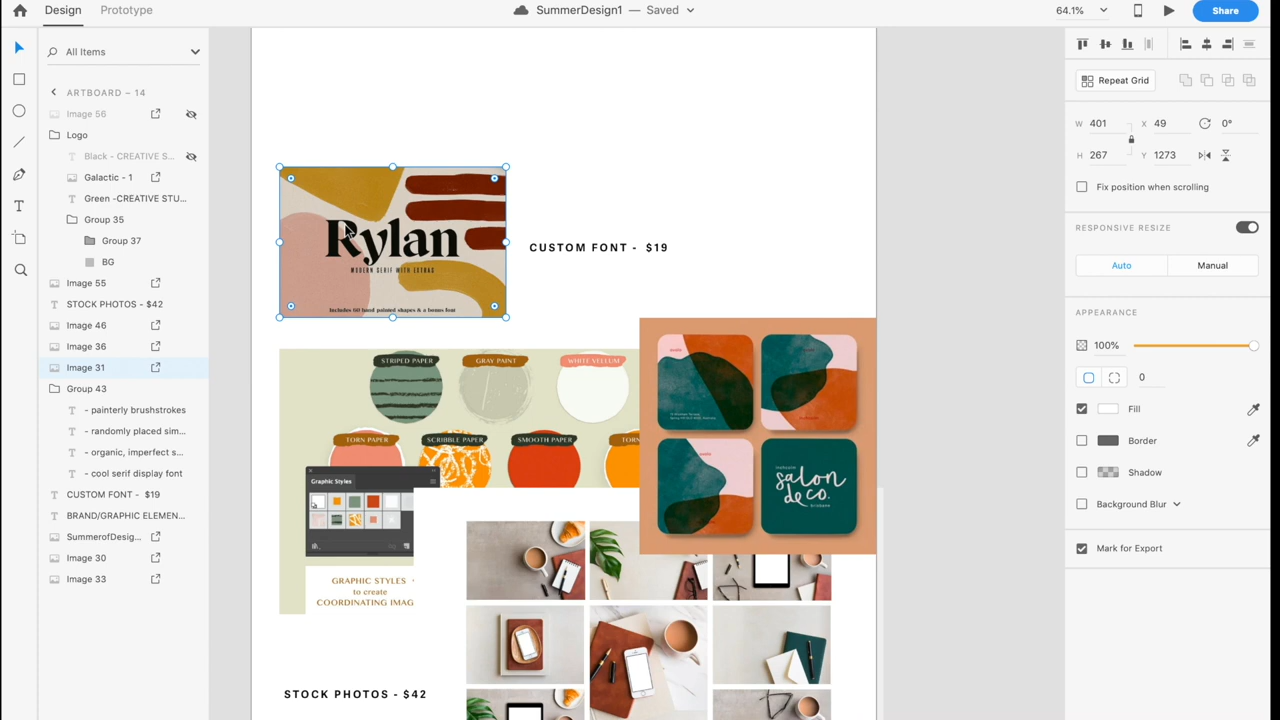 Design
Prototype
SummerDesign1 — Saved
64.1%
Share
All Items
ARTBOARD – 14
Image 56
Logo
Black - CREATIVE S...
Galactic - 1
Green -CREATIVE STU...
Group 35
Group 37
BG
Image 55
STOCK PHOTOS - $42
Image 46
Image 36
Image 31
Group 43
- painterly brushstrokes
- randomly placed sim...
- organic, imperfect s...
- cool serif display font
CUSTOM FONT - $19
BRAND/GRAPHIC ELEMEN...
SummerofDesig...
Image 30
Image 33
Rylan
MODERN SERIF WITH EXTRAS
Includes 60 hand painted shapes & a bonus font
CUSTOM FONT - $19
STRIPED PAPER
GRAY PAINT
WHITE VELLUM
TORN PAPER
SCRIBBLE PAPER
SMOOTH PAPER
TORN
Graphic Styles
GRAPHIC STYLES
to create
COORDINATING IMAG
salon
de co.
brisbane
STOCK PHOTOS - $42
Repeat Grid
W 401
X 49
0°
H 267
Y 1273
Fix position when scrolling
RESPONSIVE RESIZE
Auto
Manual
APPEARANCE
100%
0
Fill
Border
Shadow
Background Blur
Mark for Export